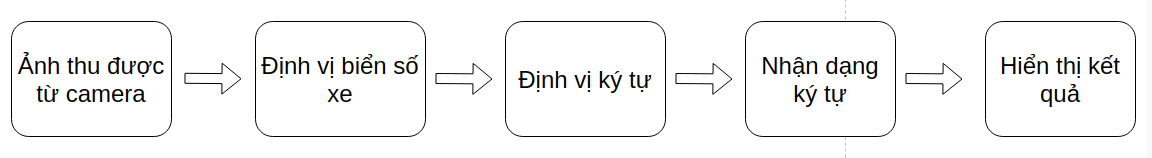 Ảnh thu được
từ camera
Định vị biển số
xe
Định vị ký tự
Nhận dạng
ký tự
Hiển thị kết
quả